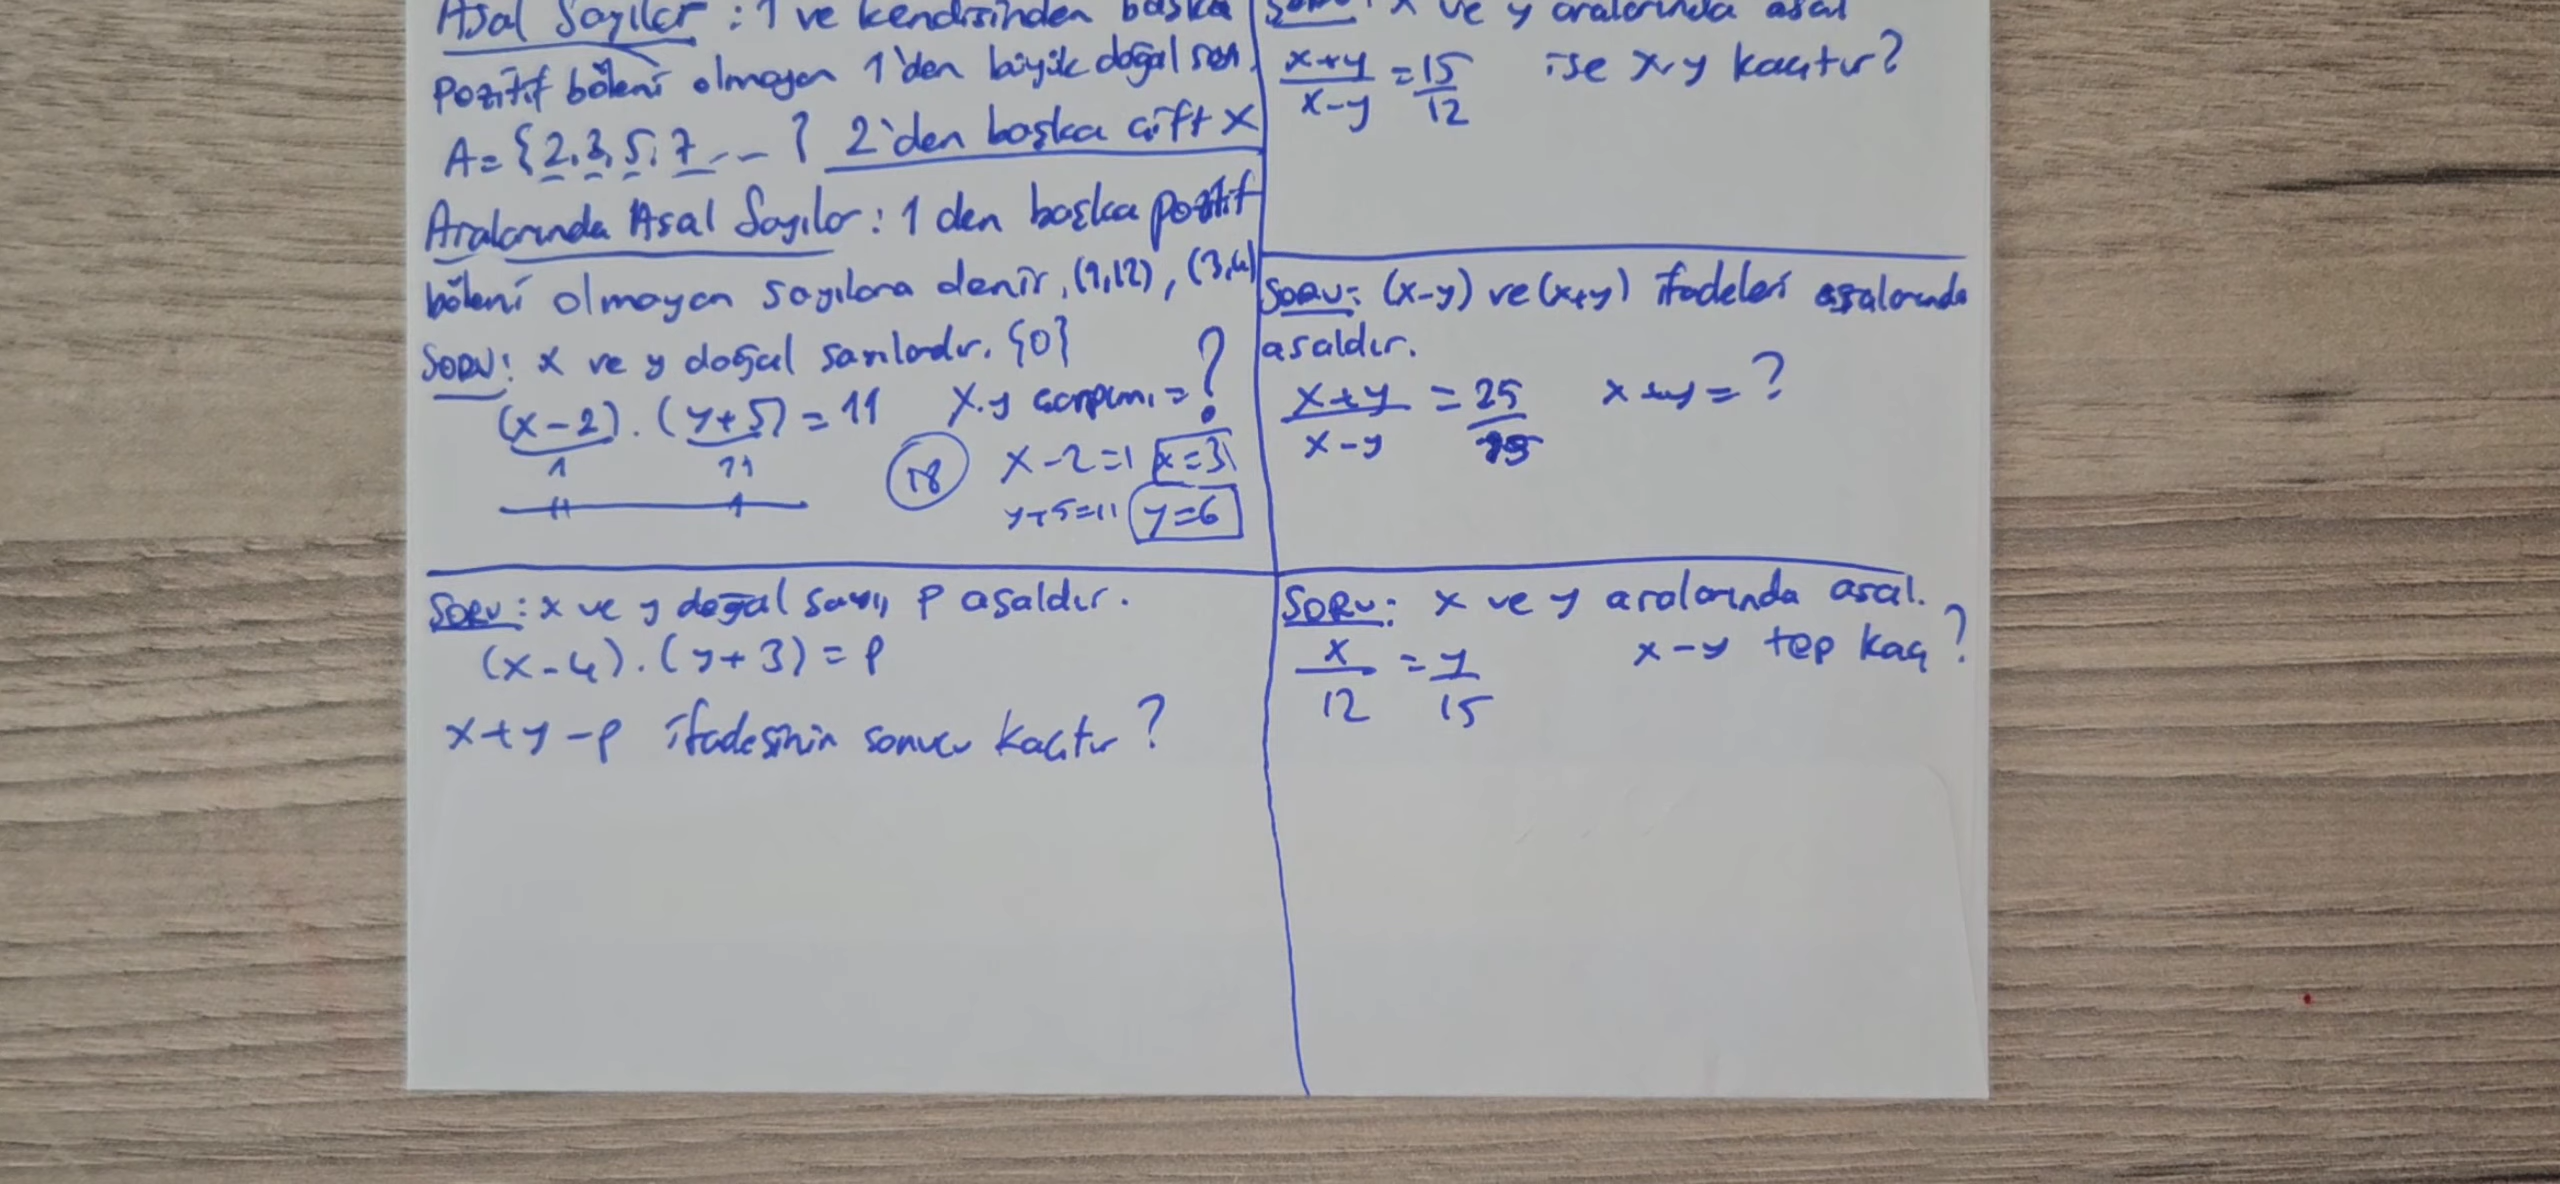 Asal Sayılar : 1 ve kendisinden başka
pozitif böleni olmayan 1'den büyük doğal sayı.
A = {2, 3, 5, 7 ... } 2'den başka çift X
Aralarında Asal Sayılar : 1 den başka pozitif
böleni olmayan sayılara denir, (9,12), (3,4)
SORU: x ve y doğal sayılardır. {0}
(x-2) . (y+5) = 11 x.y çarpımı = ?
1 11
18
x-2=1 x=3
y+5=11 y=6
SORU: x ve y doğal sayı, p asaldır.
(x-4) . (y+3) = p
x+y-p ifadesinin sonucu kaçtır?
x ve y aralarında asal
x+y / x-y = 15 / 12 ise x.y kaçtır?
SORU: (x-y) ve (x+y) ifadeleri aralarında
asaldır.
x+y / x-y = 25 / 15 x+y = ?
SORU: x ve y aralarında asal.
x / 12 = y / 15 x-y top kaç?